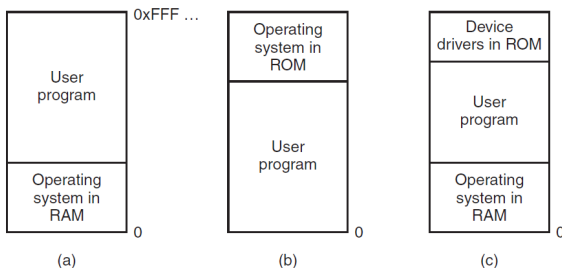 0xFFF ...
User
program
Operating
system in
RAM
0
(a)
Operating
system in
ROM
User
program
0
(b)
Device
drivers in ROM
User
program
Operating
system in
RAM
0
(c)